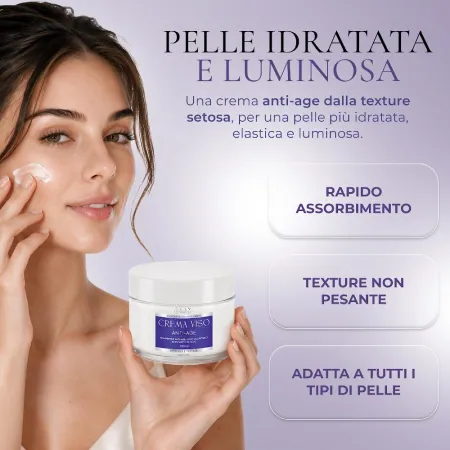 PELLE IDRATATA
E LUMINOSA
Una crema anti-age dalla texture
setosa, per una pelle più idratata,
elastica e luminosa.
RAPIDO
ASSORBIMENTO
TEXTURE NON
PESANTE
ADATTA A TUTTI I
TIPI DI PELLE
CREMA VISO
ANTI-AGE